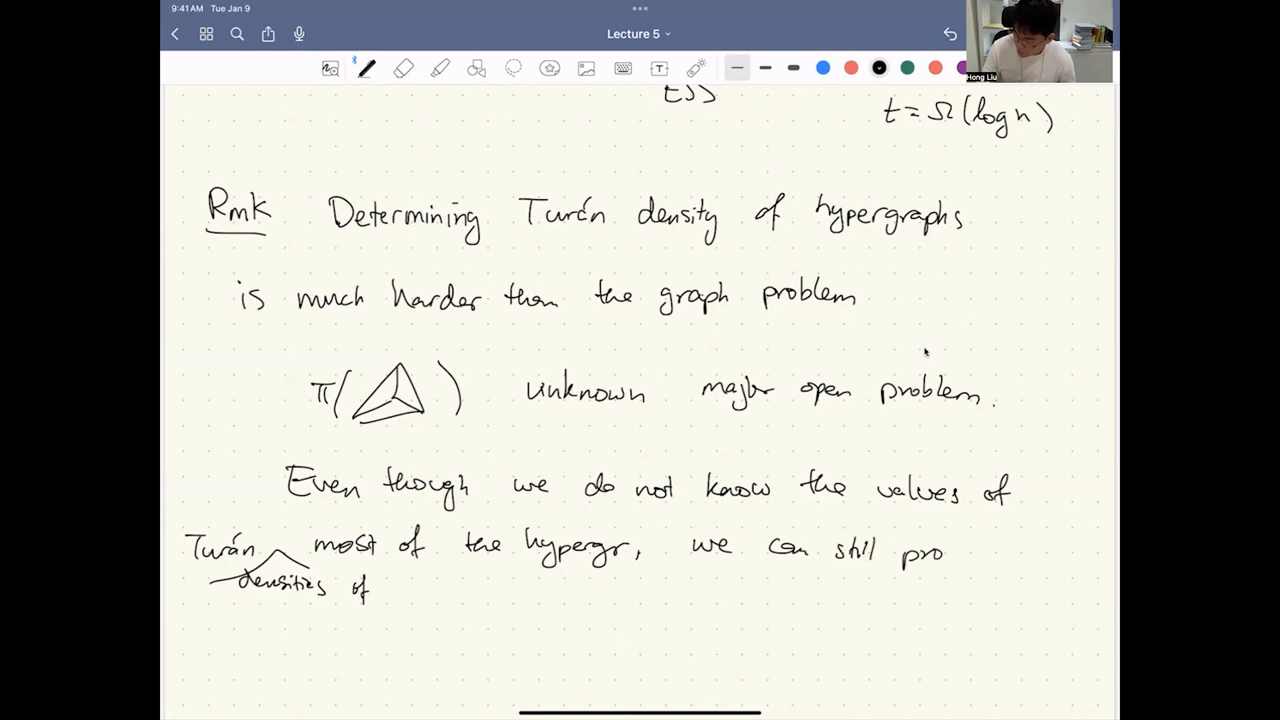 9:41 AM Tue Jan 9
Lecture 5
Hong Liu
t = Ω(log n)
Rmk Determining Turán density of hypergraphs
is much harder than the graph problem
π( ) unknown major open problem.
Even though we do not know the values of
Turán most of the hypergr, we can still pro
densities of